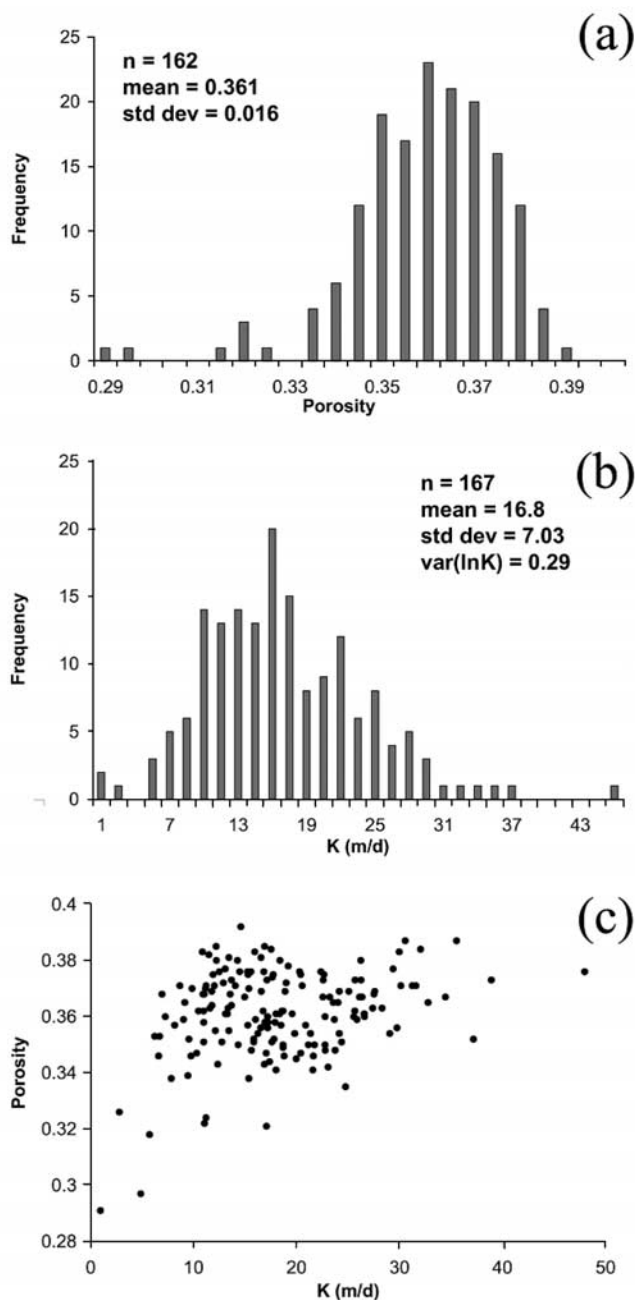 (a)
n = 162
mean = 0.361
std dev = 0.016
25
20
15
10
5
0
Frequency
0.29 0.31 0.33 0.35 0.37 0.39
Porosity
(b)
n = 167
mean = 16.8
std dev = 7.03
var(lnK) = 0.29
25
20
15
10
5
0
Frequency
1 7 13 19 25 31 37 43
K (m/d)
(c)
0.4
0.38
0.36
0.34
0.32
0.3
0.28
Porosity
0 10 20 30 40 50
K (m/d)